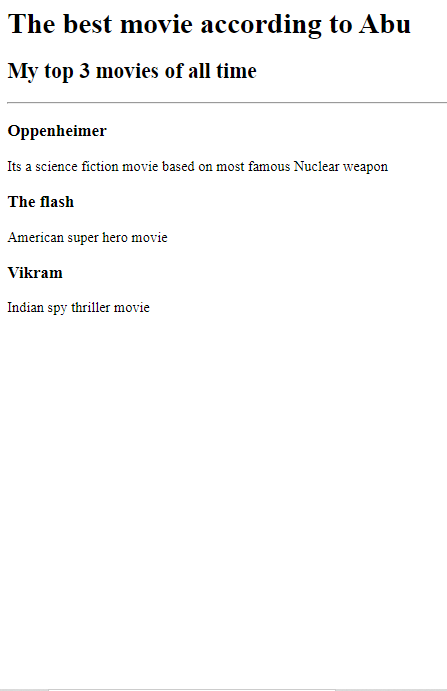 The best movie according to Abu
My top 3 movies of all time
Oppenheimer
Its a science fiction movie based on most famous Nuclear weapon
The flash
American super hero movie
Vikram
Indian spy thriller movie